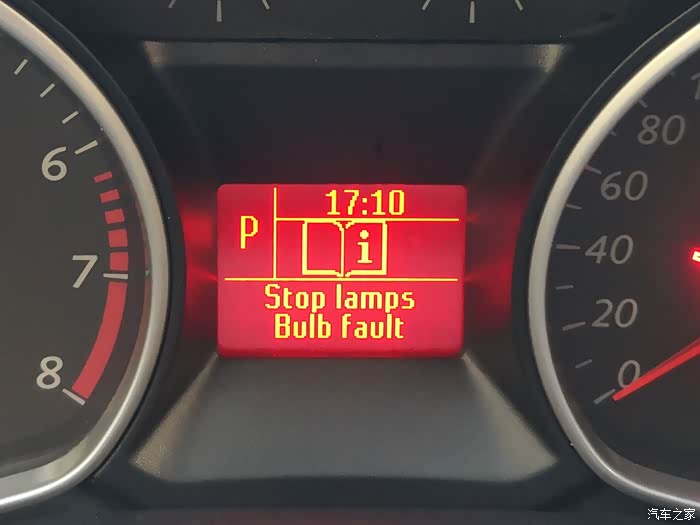 6
7
8
17:10
P
i
Stop lamps
Bulb fault
80
60
40
20
0
汽车之家